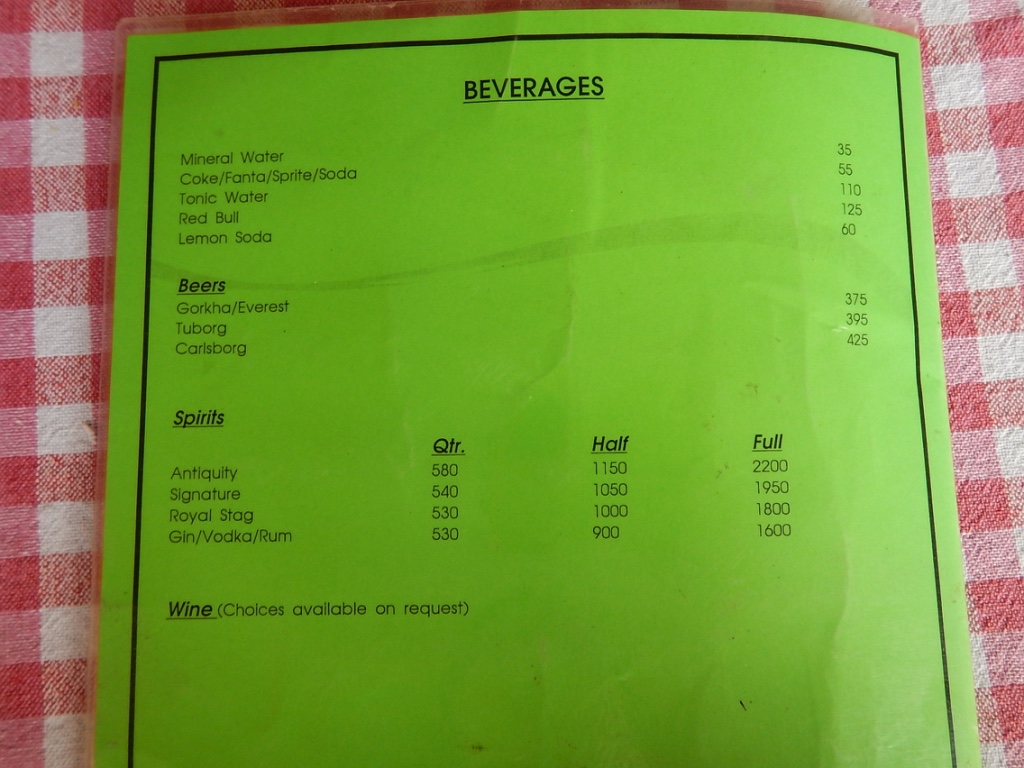 BEVERAGES
Mineral Water 35
Coke/Fanta/Sprite/Soda 55
Tonic Water 110
Red Bull 125
Lemon Soda 60
Beers
Gorkha/Everest 375
Tuborg 395
Carlsborg 425
Spirits
Qtr. Half Full
Antiquity 580 1150 2200
Signature 540 1050 1950
Royal Stag 530 1000 1800
Gin/Vodka/Rum 530 900 1600
Wine (Choices available on request)